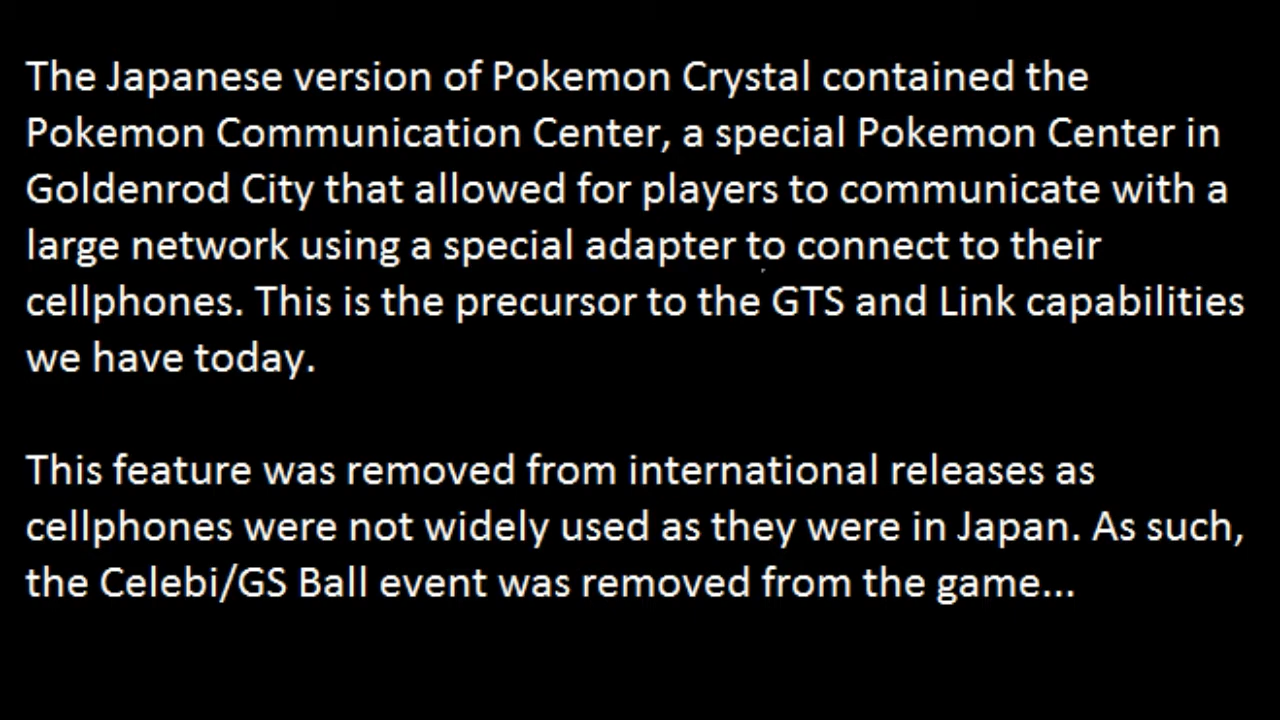 The Japanese version of Pokemon Crystal contained the
Pokemon Communication Center, a special Pokemon Center in
Goldenrod City that allowed for players to communicate with a
large network using a special adapter to connect to their
cellphones. This is the precursor to the GTS and Link capabilities
we have today.
This feature was removed from international releases as
cellphones were not widely used as they were in Japan. As such,
the Celebi/GS Ball event was removed from the game...